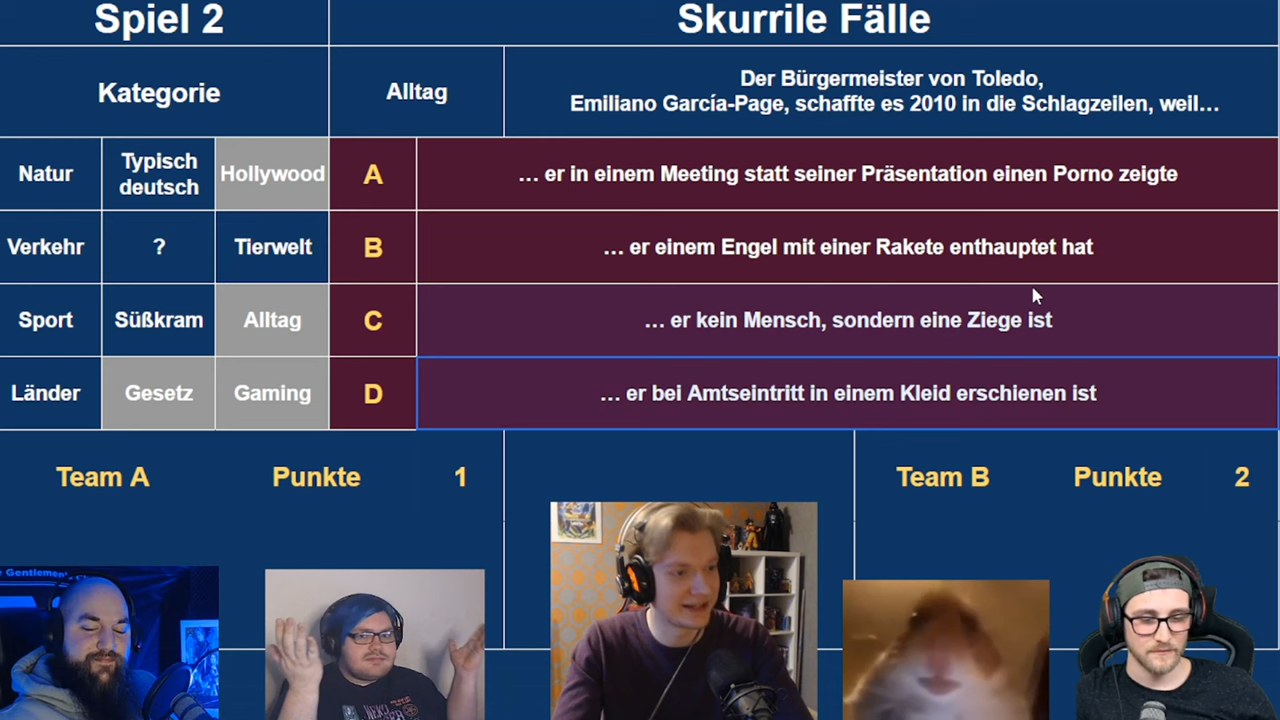 Spiel 2
Skurrile Fälle
Kategorie
Alltag
Der Bürgermeister von Toledo,
Emiliano García-Page, schaffte es 2010 in die Schlagzeilen, weil…
Natur
Typisch
deutsch
Hollywood
A
… er in einem Meeting statt seiner Präsentation einen Porno zeigte
Verkehr
?
Tierwelt
B
… er einem Engel mit einer Rakete enthauptet hat
Sport
Süßkram
Alltag
C
… er kein Mensch, sondern eine Ziege ist
Länder
Gesetz
Gaming
D
… er bei Amtseintritt in einem Kleid erschienen ist
Team A
Punkte
1
Team B
Punkte
2
e Gentlemen's